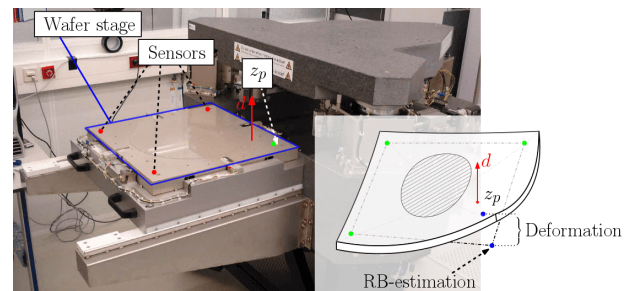 Wafer stage
Sensors
z_p
d
d
z_p
Deformation
RB-estimation